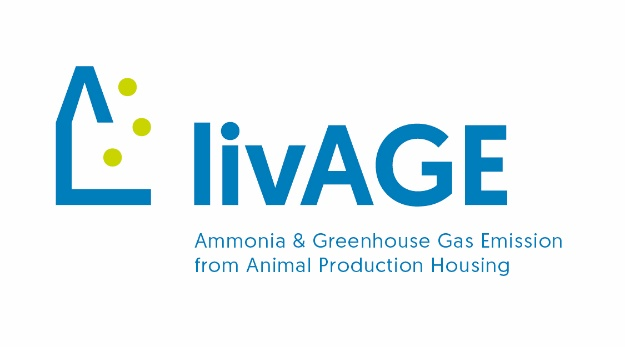 livAGE
Ammonia & Greenhouse Gas Emission
from Animal Production Housing